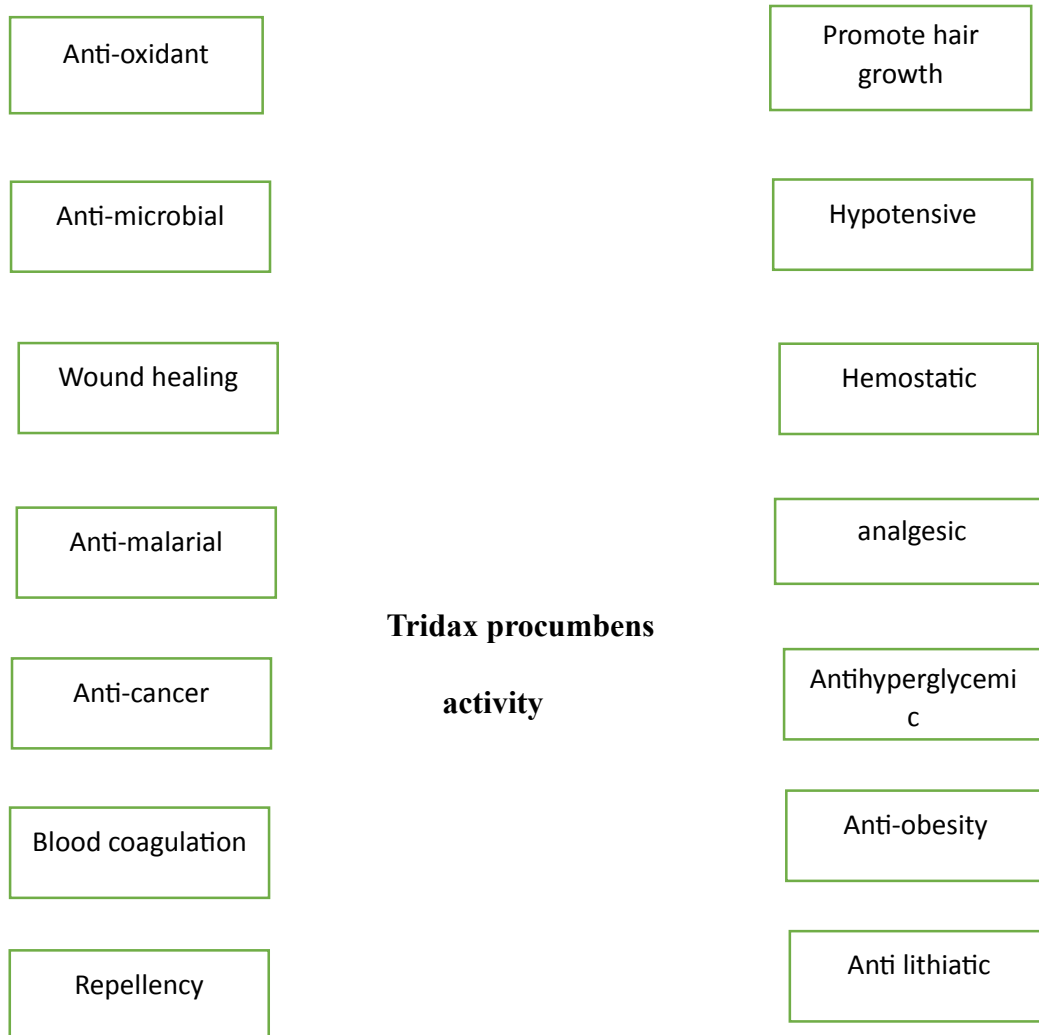 Anti-oxidant
Promote hair
growth
Anti-microbial
Hypotensive
Wound healing
Hemostatic
Anti-malarial
analgesic
Tridax procumbens
activity
Anti-cancer
Antihyperglycemi
c
Blood coagulation
Anti-obesity
Repellency
Anti lithiatic